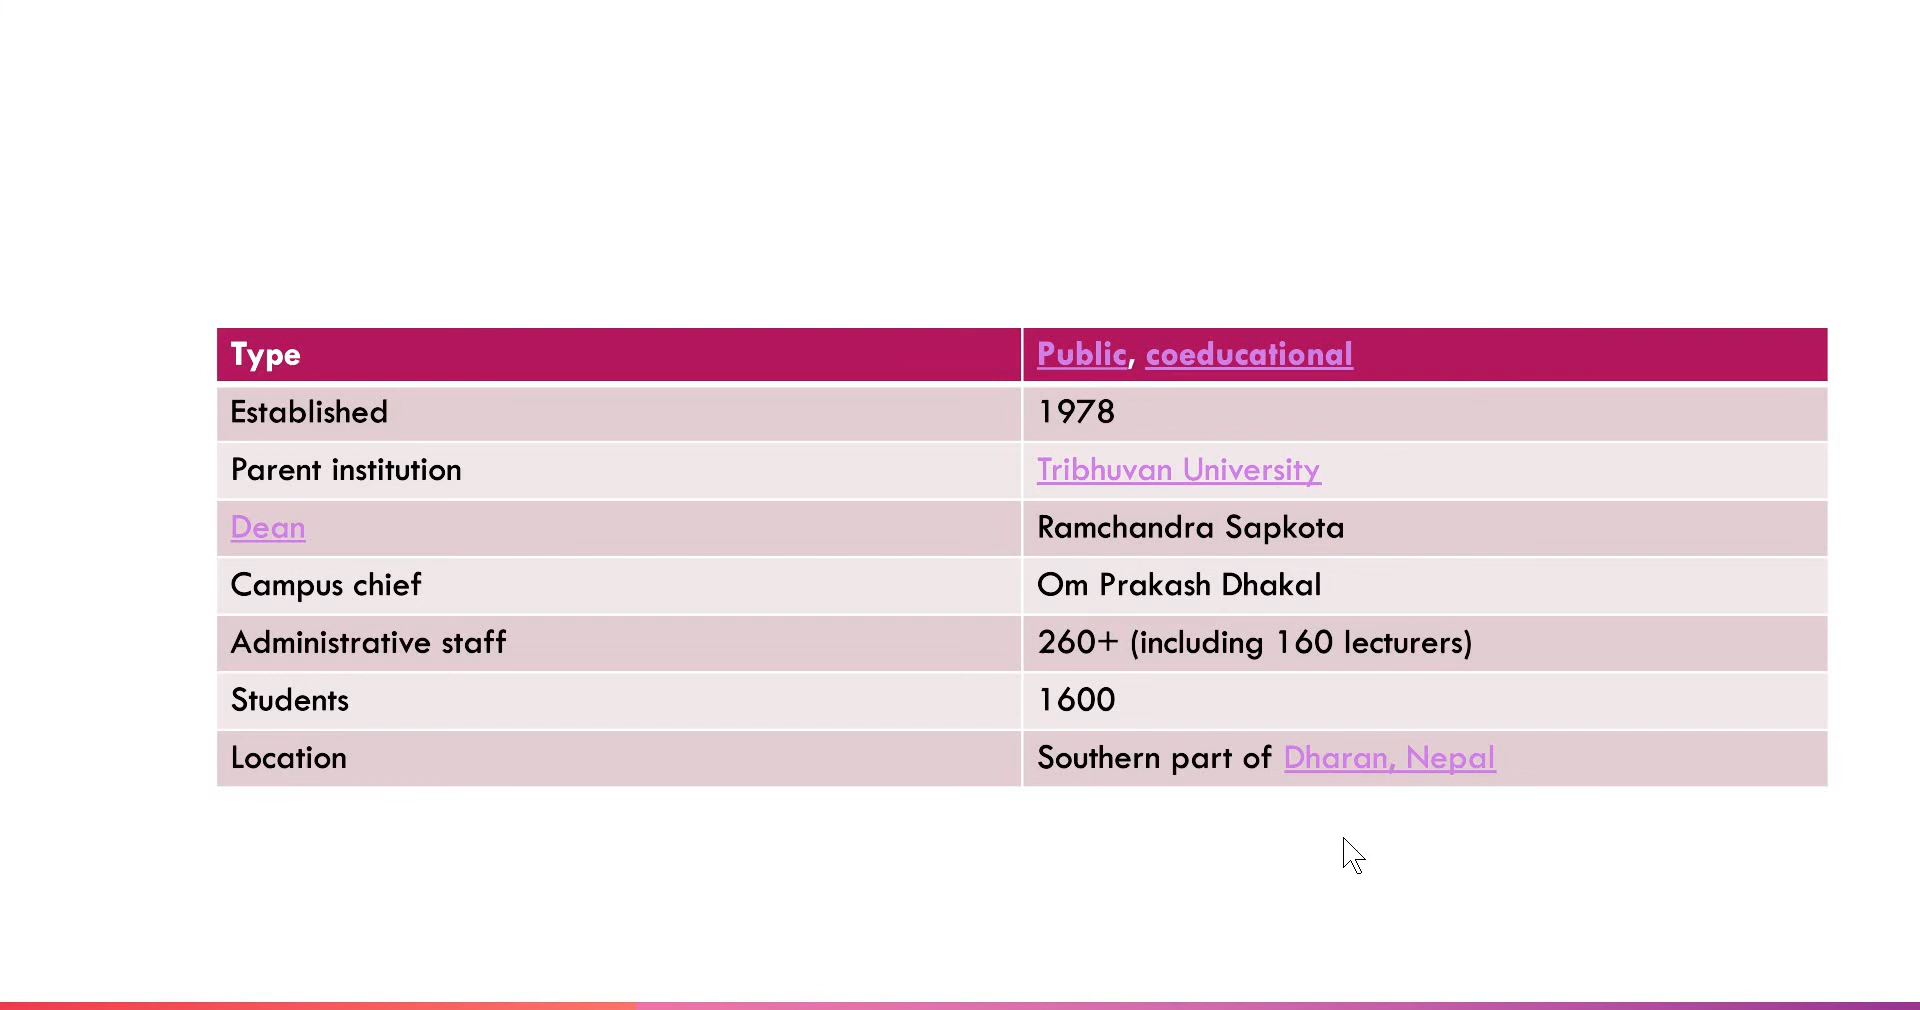 Type Public, coeducational
Established 1978
Parent institution Tribhuvan University
Dean Ramchandra Sapkota
Campus chief Om Prakash Dhakal
Administrative staff 260+ (including 160 lecturers)
Students 1600
Location Southern part of Dharan, Nepal